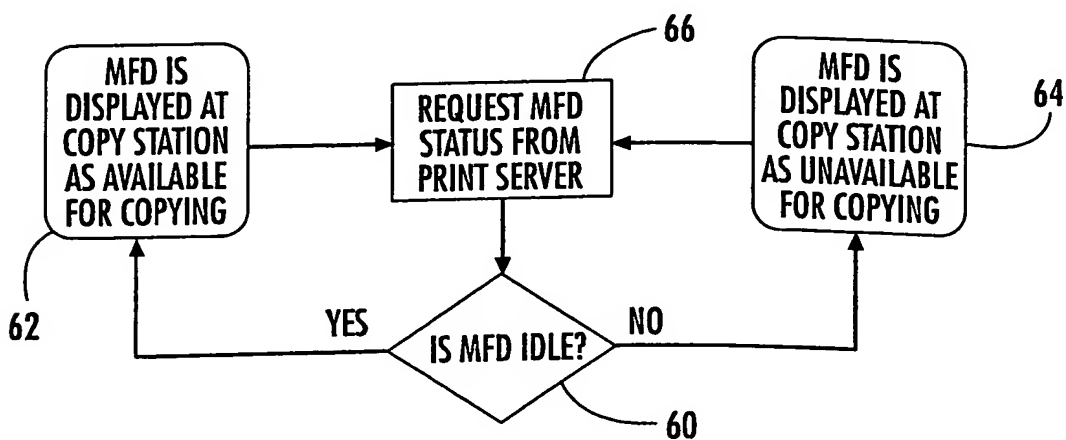 66
MFD IS
DISPLAYED AT
COPY STATION
AS AVAILABLE
FOR COPYING
62
REQUEST MFD
STATUS FROM
PRINT SERVER
MFD IS
DISPLAYED AT
COPY STATION
AS UNAVAILABLE
FOR COPYING
64
YES
IS MFD IDLE?
NO
60